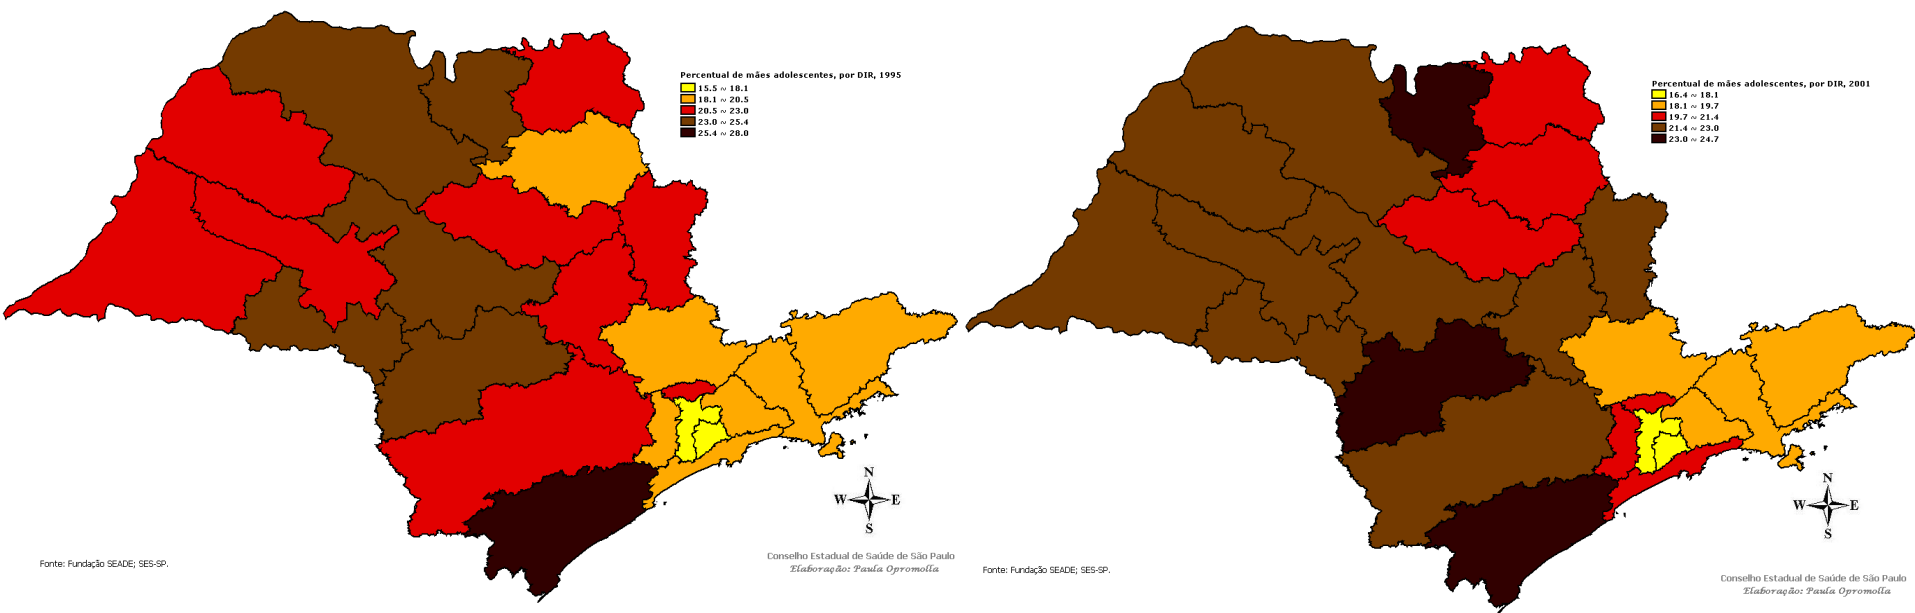 Percentual de mães adolescentes, por DIR, 1995
15.5 ~ 18.1
18.1 ~ 20.5
20.5 ~ 23.0
23.0 ~ 25.4
25.4 ~ 28.0
N
W E
S
Conselho Estadual de Saúde de São Paulo
Elaboração: Paula Opromolla
Fonte: Fundação SEADE; SES-SP.
Percentual de mães adolescentes, por DIR, 2001
16.4 ~ 18.1
18.1 ~ 19.7
19.7 ~ 21.4
21.4 ~ 23.0
23.0 ~ 24.7
N
W E
S
Fonte: Fundação SEADE; SES-SP.
Conselho Estadual de Saúde de São Paulo
Elaboração: Paula Opromolla